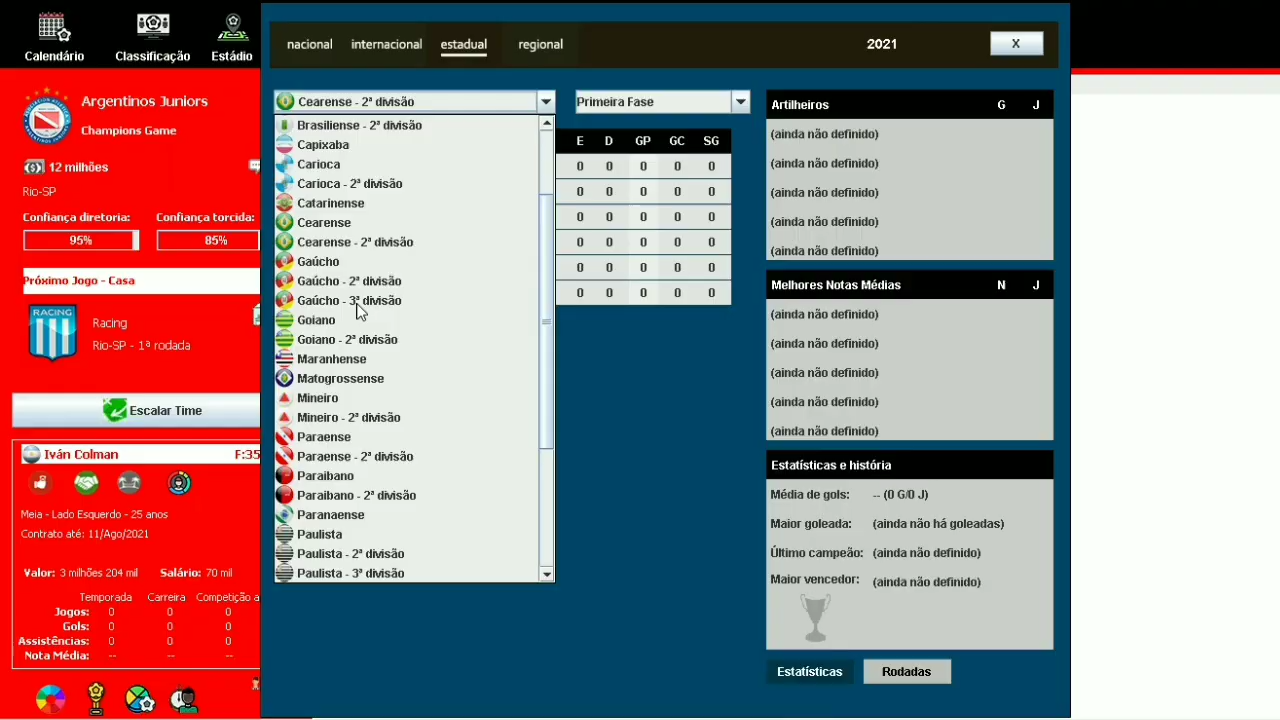 Calendário
Classificação
Estádio
Argentinos Juniors
Champions Game
12 milhões
Rio-SP
Confiança diretoria:
Confiança torcida:
95%
85%
Próximo Jogo - Casa
RACING
Racing
Rio-SP - 1ª rodada
Escalar Time
Iván Colman
F:35
Meia - Lado Esquerdo - 25 anos
Contrato até: 11/Ago/2021
Valor: 3 milhões 204 mil
Salário: 70 mil
Temporada Carreira Competição a
Jogos: 0 0 0
Gols: 0 0 0
Assistências: 0 0 0
Nota Média: -- -- --
nacional
internacional
estadual
regional
2021
X
Cearense - 2ª divisão
Primeira Fase
Brasiliense - 2ª divisão
Capixaba
Carioca
Carioca - 2ª divisão
Catarinense
Cearense
Cearense - 2ª divisão
Gaúcho
Gaúcho - 2ª divisão
Gaúcho - 3ª divisão
Goiano
Goiano - 2ª divisão
Maranhense
Matogrossense
Mineiro
Mineiro - 2ª divisão
Paraense
Paraense - 2ª divisão
Paraibano
Paraibano - 2ª divisão
Paranaense
Paulista
Paulista - 2ª divisão
Paulista - 3ª divisão
E D GP GC SG
0 0 0 0 0
0 0 0 0 0
0 0 0 0 0
0 0 0 0 0
0 0 0 0 0
0 0 0 0 0
Artilheiros G J
(ainda não definido)
(ainda não definido)
(ainda não definido)
(ainda não definido)
(ainda não definido)
Melhores Notas Médias N J
(ainda não definido)
(ainda não definido)
(ainda não definido)
(ainda não definido)
(ainda não definido)
Estatísticas e história
Média de gols: -- (0 G/0 J)
Maior goleada: (ainda não há goleadas)
Último campeão: (ainda não definido)
Maior vencedor: (ainda não definido)
Estatísticas
Rodadas